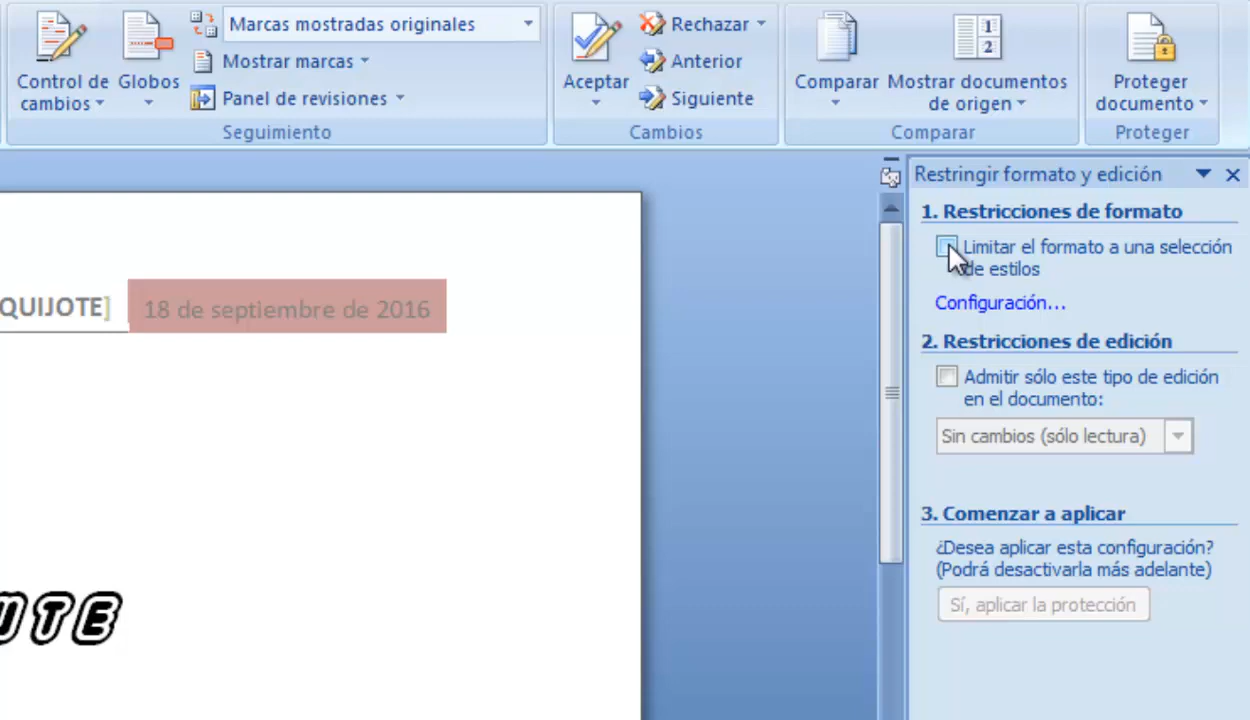 Marcas mostradas originales
Mostrar marcas
Panel de revisiones
Control de
cambios
Globos
Seguimiento
Aceptar
Rechazar
Anterior
Siguiente
Cambios
Comparar
Mostrar documentos
de origen
Comparar
Proteger
documento
Proteger
QUIJOTE]
18 de septiembre de 2016
Restringir formato y edición
1. Restricciones de formato
Limitar el formato a una selección
de estilos
Configuración...
2. Restricciones de edición
Admitir sólo este tipo de edición
en el documento:
Sin cambios (sólo lectura)
3. Comenzar a aplicar
¿Desea aplicar esta configuración?
(Podrá desactivarla más adelante)
Sí, aplicar la protección